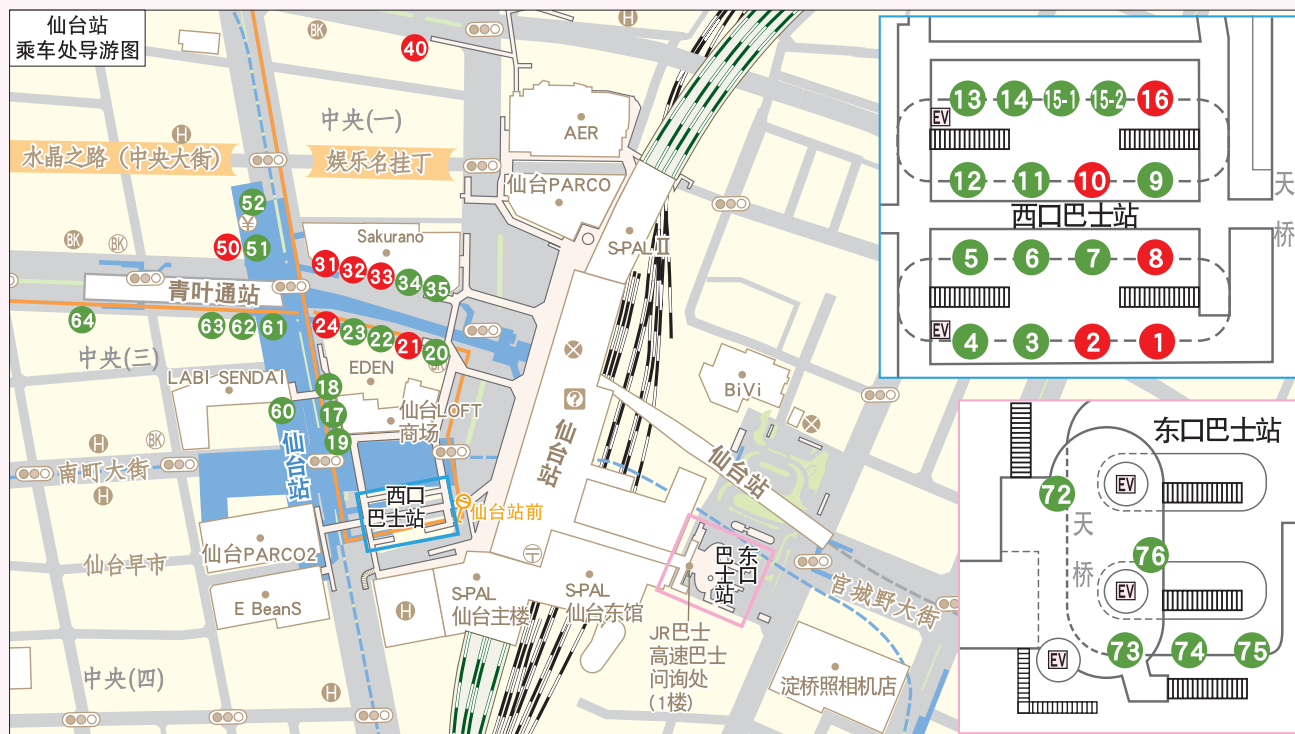 仙台站
乘车处导游图
BK
H
40
中央(一)
AER
H
水晶之路（中央大街）
娱乐名挂丁
仙台PARCO
52
¥
50
51
BK
BK
Sakurano
S-PALⅡ
31
32
33
34
35
青叶通站
64
63
62
61
24
23
22
21
20
BK
中央(三)
LABI SENDAI
EDEN
18
17
19
60
仙台LOFT
商场
仙台站
?
仙台站
BiVi
仙台站
H
BK
南町大街
H
西口
巴士站
仙台站前
仙台PARCO2
仙台早市
〒
E BeanS
H
S-PAL
仙台主楼
S-PAL
仙台东馆
东口
巴士站
宫城野大街
JR巴士
高速巴士
问询处
(1楼)
淀桥照相机店
中央(四)
H
13
14
15-1
15-2
16
EV
12
11
10
9
西口巴士站
天桥
5
6
7
8
EV
4
3
2
1
东口巴士站
72
EV
天桥
76
EV
73
74
75
EV